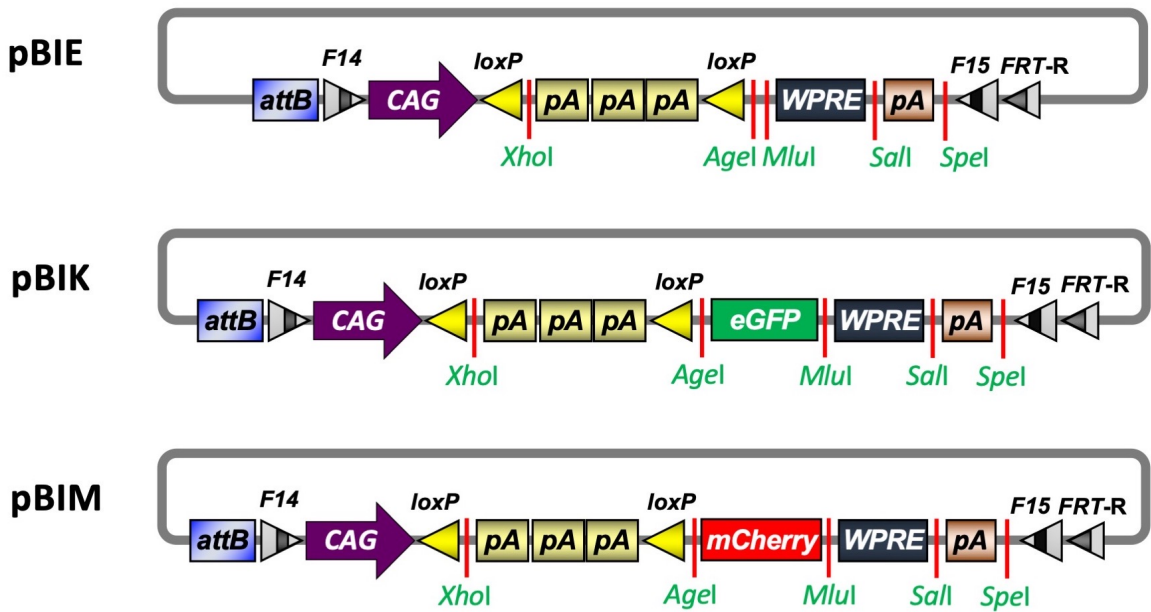 pBIE
F14 loxP loxP F15 FRT-R
attB CAG pA pA pA WPRE pA
XhoI AgeI MluI SalI SpeI
pBIK
F14 loxP loxP F15 FRT-R
attB CAG pA pA pA eGFP WPRE pA
XhoI AgeI MluI SalI SpeI
pBIM
F14 loxP loxP F15 FRT-R
attB CAG pA pA pA mCherry WPRE pA
XhoI AgeI MluI SalI SpeI